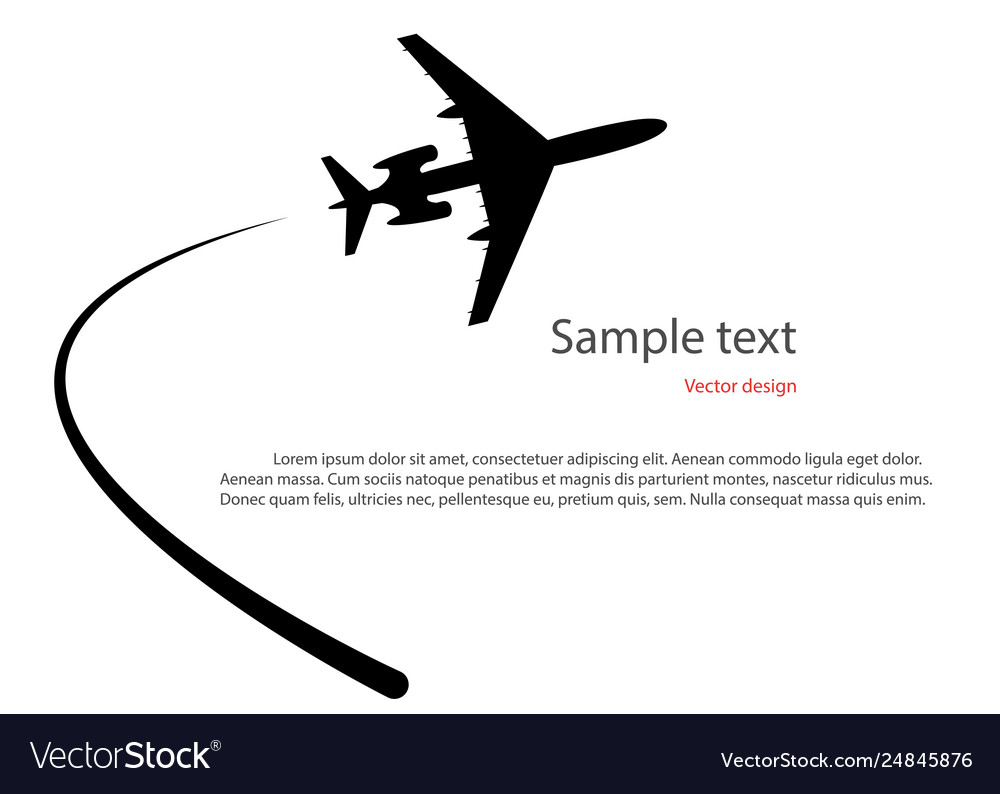 Sample text
Vector design
Lorem ipsum dolor sit amet, consectetuer adipiscing elit. Aenean commodo ligula eget dolor.
Aenean massa. Cum sociis natoque penatibus et magnis dis parturient montes, nascetur ridiculus mus.
Donec quam felis, ultricies nec, pellentesque eu, pretium quis, sem. Nulla consequat massa quis enim.
VectorStock®
VectorStock.com/24845876